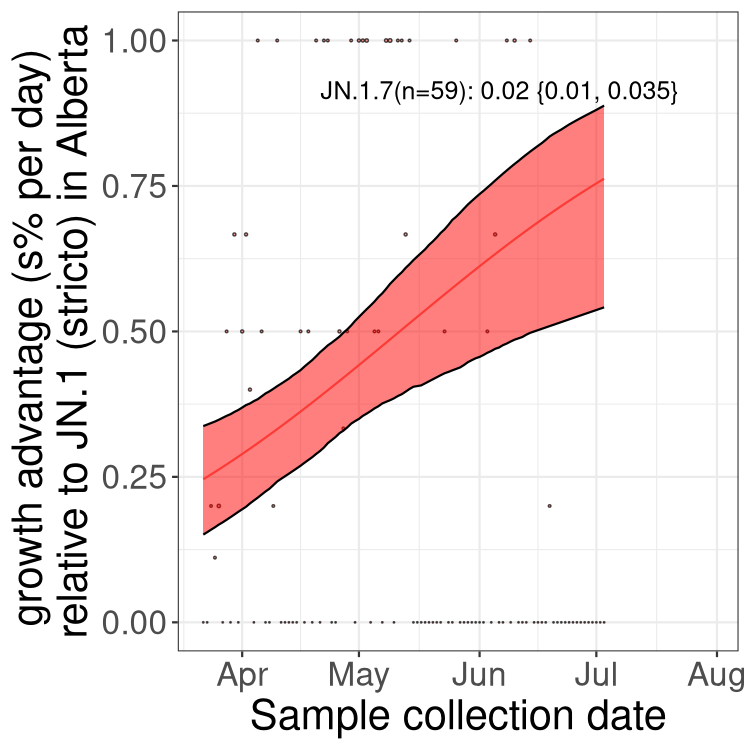 growth advantage (s% per day)
relative to JN.1 (stricto) in Alberta
1.00
0.75
0.50
0.25
0.00
JN.1.7(n=59): 0.02 {0.01, 0.035}
Apr May Jun Jul Aug
Sample collection date